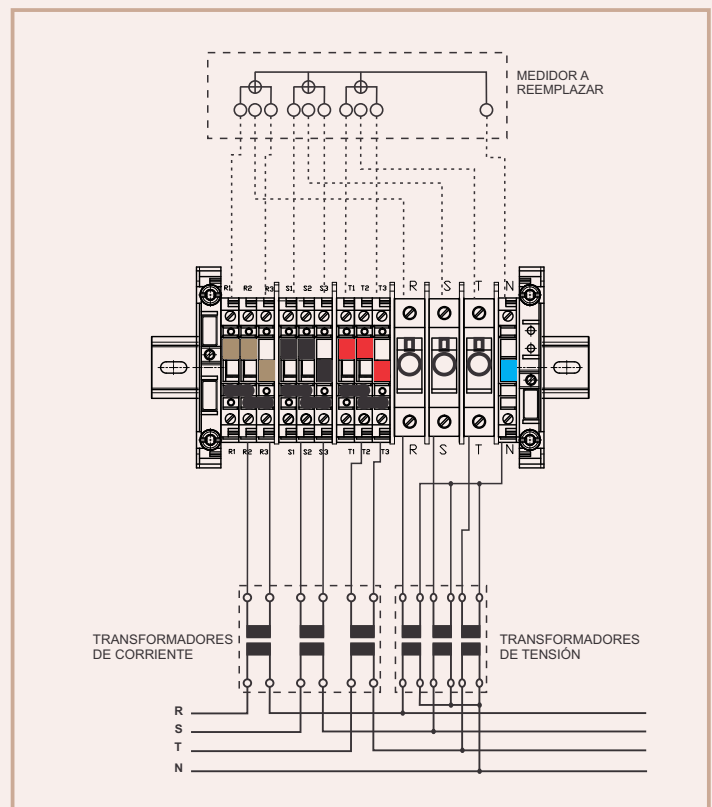 MEDIDOR A
REEMPLAZAR
R1 R2 R3 S1 S2 S3 T1 T2 T3 R S T N
R1 R2 R3 S1 S2 S3 T1 T2 T3 R S T N
TRANSFORMADORES
DE CORRIENTE
TRANSFORMADORES
DE TENSIÓN
R
S
T
N